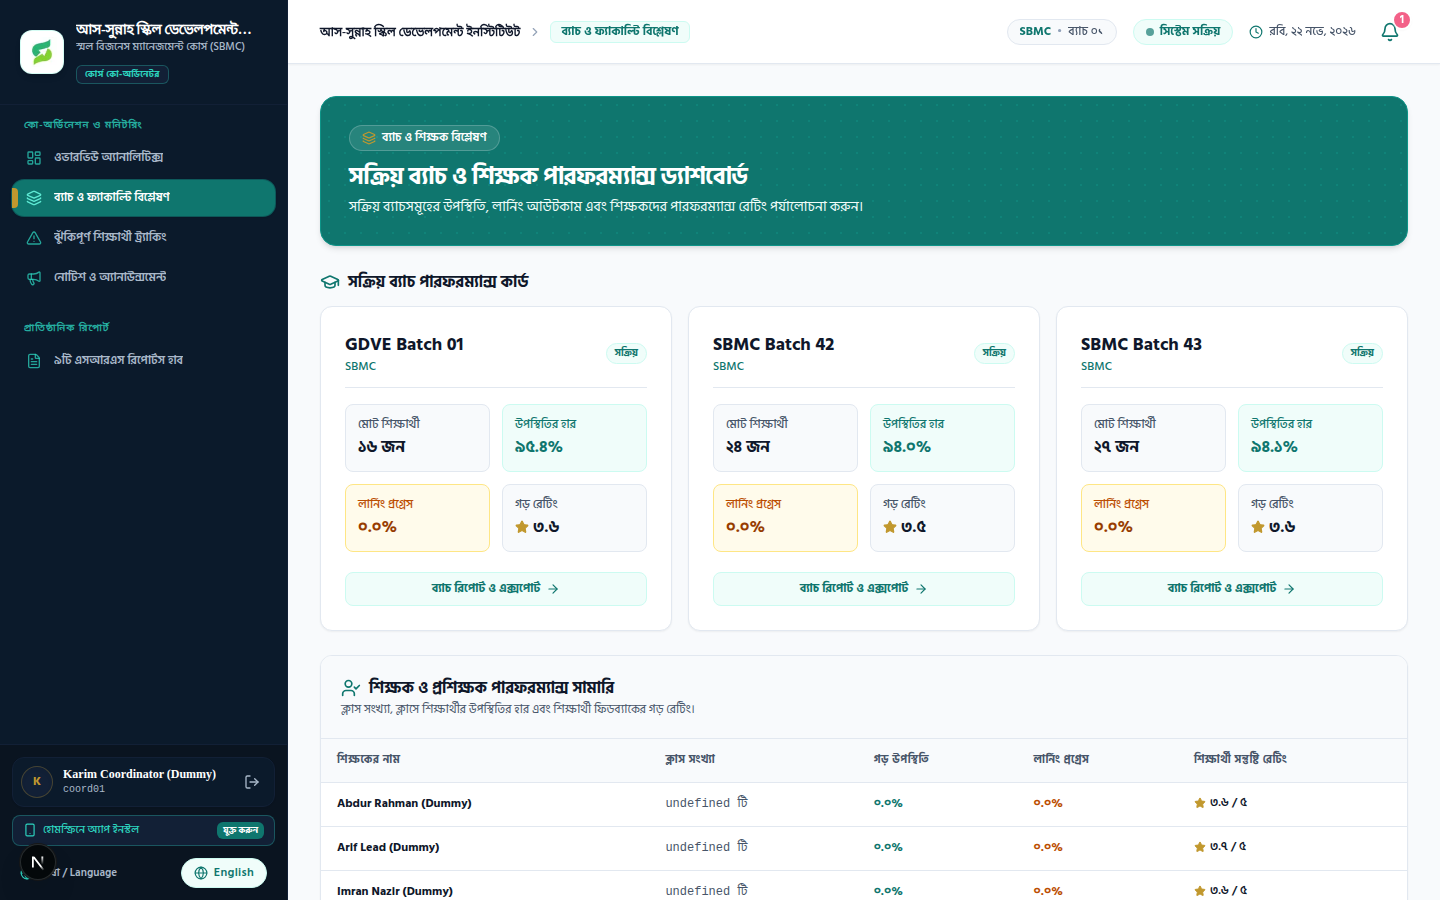 আস-সুন্নাহ স্কিল ডেভেলপমেন্ট...
স্মল বিজনেস ম্যানেজমেন্ট কোর্স (SBMC)
কোর্স কো-অর্ডিনেটর
কো-অর্ডিনেশন ও মনিটরিং
ওভারভিউ অ্যানালিটিক্স
ব্যাচ ও ফ্যাকাল্টি বিশ্লেষণ
ঝুঁকিপূর্ণ শিক্ষার্থী ট্র্যাকিং
নোটিশ ও অ্যানাউন্সমেন্ট
প্রাতিষ্ঠানিক রিপোর্ট
৯টি এসআরএস রিপোর্টস হাব
K
Karim Coordinator (Dummy)
coord01
হোমস্ক্রিনে অ্যাপ ইনস্টল
যুক্ত করুন
N
/ Language
English
আস-সুন্নাহ স্কিল ডেভেলপমেন্ট ইনস্টিটিউট
ব্যাচ ও ফ্যাকাল্টি বিশ্লেষণ
SBMC • ব্যাচ ০১
সিস্টেম সক্রিয়
রবি, ২২ নভে, ২০২৬
1
ব্যাচ ও শিক্ষক বিশ্লেষণ
সক্রিয় ব্যাচ ও শিক্ষক পারফরম্যান্স ড্যাশবোর্ড
সক্রিয় ব্যাচসমূহের উপস্থিতি, লার্নিং আউটকাম এবং শিক্ষকদের পারফরম্যান্স রেটিং পর্যালোচনা করুন।
সক্রিয় ব্যাচ পারফরম্যান্স কার্ড
GDVE Batch 01
SBMC
সক্রিয়
মোট শিক্ষার্থী
১৬ জন
উপস্থিতির হার
৯৫.৪%
লার্নিং প্রগ্রেস
০.০%
গড় রেটিং
৩.৬
ব্যাচ রিপোর্ট ও এক্সপোর্ট →
SBMC Batch 42
SBMC
সক্রিয়
মোট শিক্ষার্থী
২৪ জন
উপস্থিতির হার
৯৪.০%
লার্নিং প্রগ্রেস
০.০%
গড় রেটিং
৩.৫
ব্যাচ রিপোর্ট ও এক্সপোর্ট →
SBMC Batch 43
SBMC
সক্রিয়
মোট শিক্ষার্থী
২৭ জন
উপস্থিতির হার
৯৪.১%
লার্নিং প্রগ্রেস
০.০%
গড় রেটিং
৩.৬
ব্যাচ রিপোর্ট ও এক্সপোর্ট →
শিক্ষক ও প্রশিক্ষক পারফরম্যান্স সামারি
ক্লাস সংখ্যা, ক্লাসে শিক্ষার্থীর উপস্থিতির হার এবং শিক্ষার্থী ফিডব্যাকের গড় রেটিং।
শিক্ষকের নাম ক্লাস সংখ্যা গড় উপস্থিতি লার্নিং প্রগ্রেস শিক্ষার্থী সন্তুষ্টি রেটিং
Abdur Rahman (Dummy) undefined টি ০.০% ০.০% ৩.৬ / ৫
Arif Lead (Dummy) undefined টি ০.০% ০.০% ৩.৭ / ৫
Imran Nazir (Dummy) undefined টি ০.০% ০.০% ৩.৬ / ৫